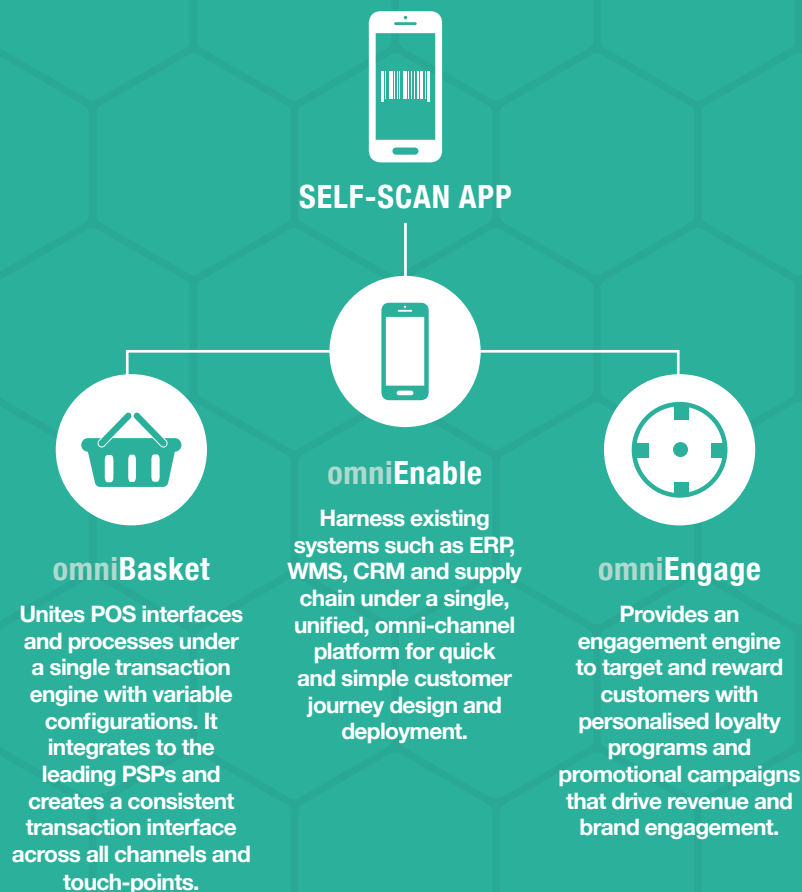 SELF-SCAN APP
omniEnable
Harness existing
systems such as ERP,
WMS, CRM and supply
chain under a single,
unified, omni-channel
platform for quick
and simple customer
journey design and
deployment.
omniBasket
Unites POS interfaces
and processes under
a single transaction
engine with variable
configurations. It
integrates to the
leading PSPs and
creates a consistent
transaction interface
across all channels and
touch-points.
omniEngage
Provides an
engagement engine
to target and reward
customers with
personalised loyalty
programs and
promotional campaigns
that drive revenue and
brand engagement.